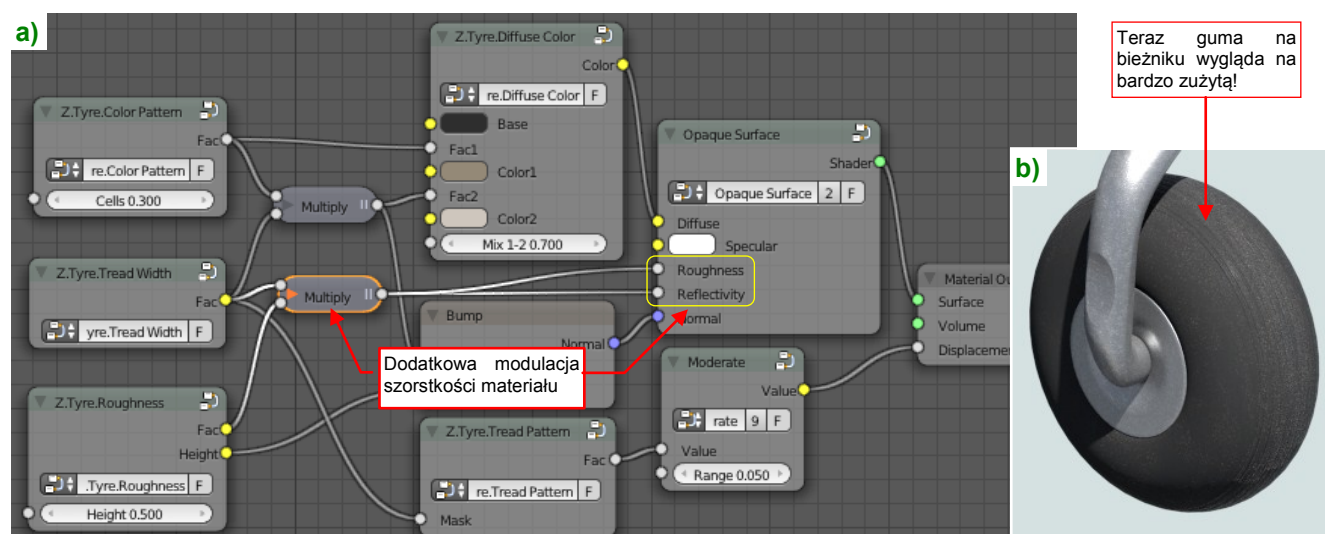 a)
Z.Tyre.Color Pattern
Fac
re.Color Pattern F
Cells 0.300
Z.Tyre.Tread Width
Fac
yre.Tread Width F
Z.Tyre.Roughness
Fac
Height
.Tyre.Roughness F
Height 0.500
Multiply
Multiply
Z.Tyre.Diffuse Color
Color
re.Diffuse Color F
Base
Fac1
Color1
Fac2
Color2
Mix 1-2 0.700
Bump
Normal
Dodatkowa modulacja
szorstkości materiału
Z.Tyre.Tread Pattern
Fac
re.Tread Pattern F
Mask
Opaque Surface
Shader
Opaque Surface 2 F
Diffuse
Specular
Roughness
Reflectivity
Normal
Moderate
Value
rate 9 F
Value
Range 0.050
Material Ou
Surface
Volume
Displacemen
Teraz guma na
bieżniku wygląda na
bardzo zużytą!
b)